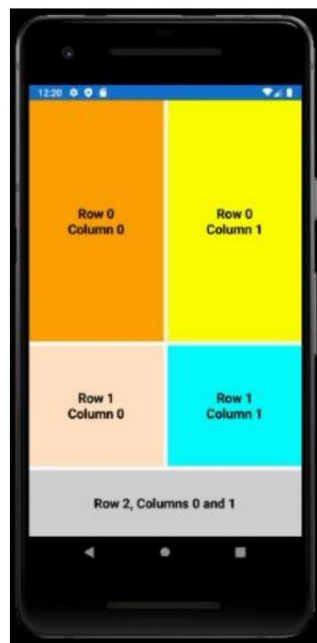 12:20
Row 0
Column 0
Row 0
Column 1
Row 1
Column 0
Row 1
Column 1
Row 2, Columns 0 and 1